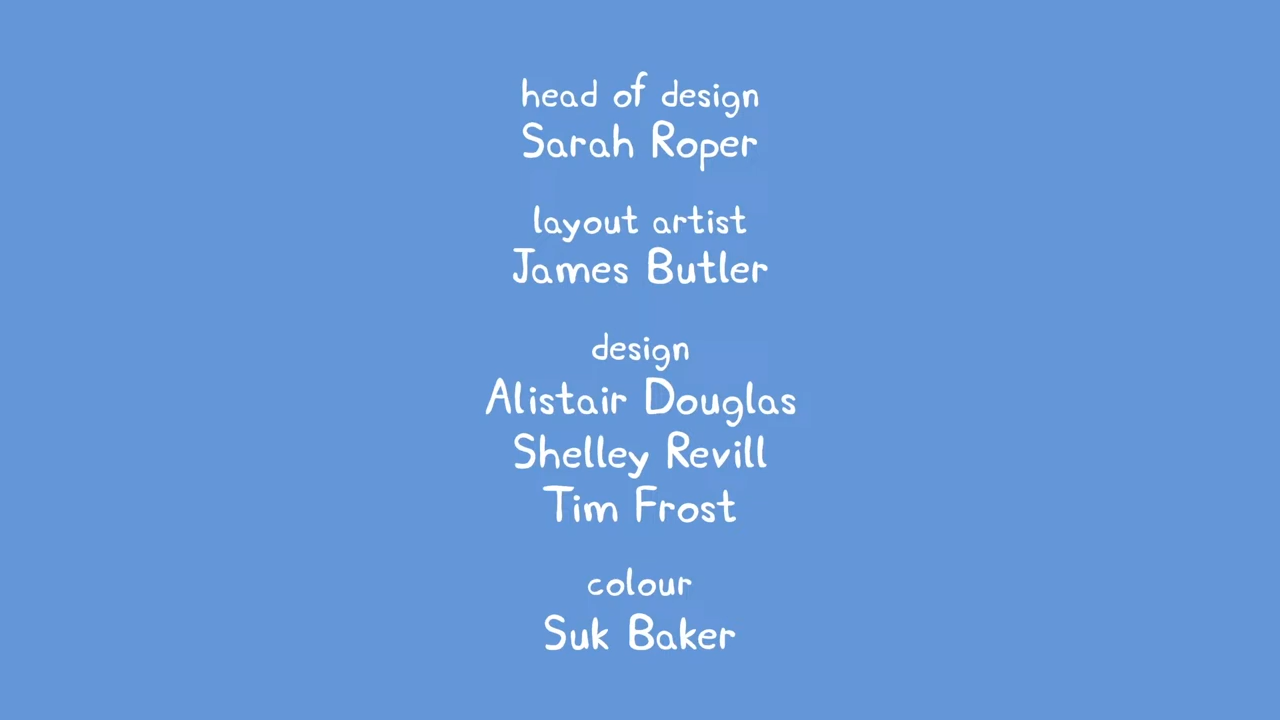 head of design
Sarah Roper
layout artist
James Butler
design
Alistair Douglas
Shelley Revill
Tim Frost
colour
Suk Baker